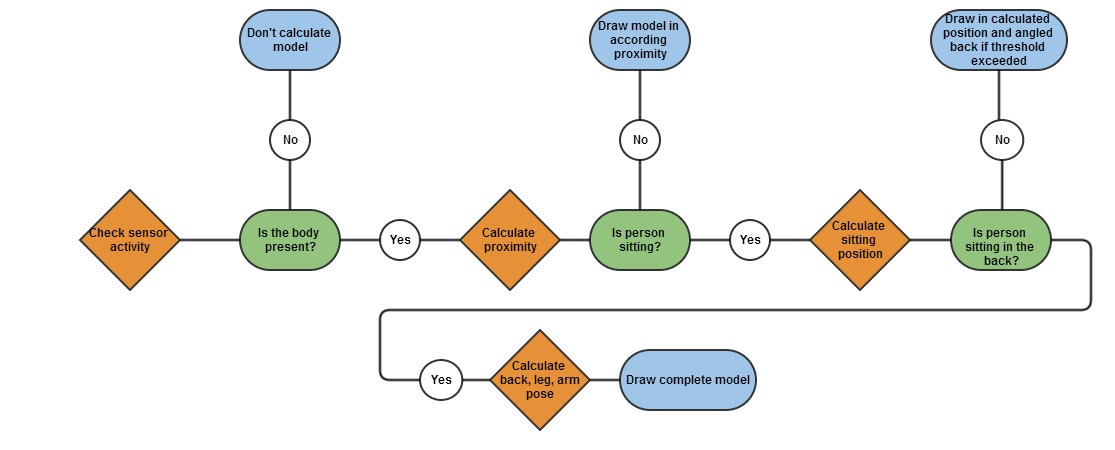 Don't calculate
model
Draw model in
according
proximity
Draw in calculated
position and angled
back if threshold
exceeded
No
No
No
Check sensor
activity
Is the body
present?
Yes
Calculate
proximity
Is person
sitting?
Yes
Calculate
sitting
position
Is person
sitting in the
back?
Yes
Calculate
back, leg, arm
pose
Draw complete model